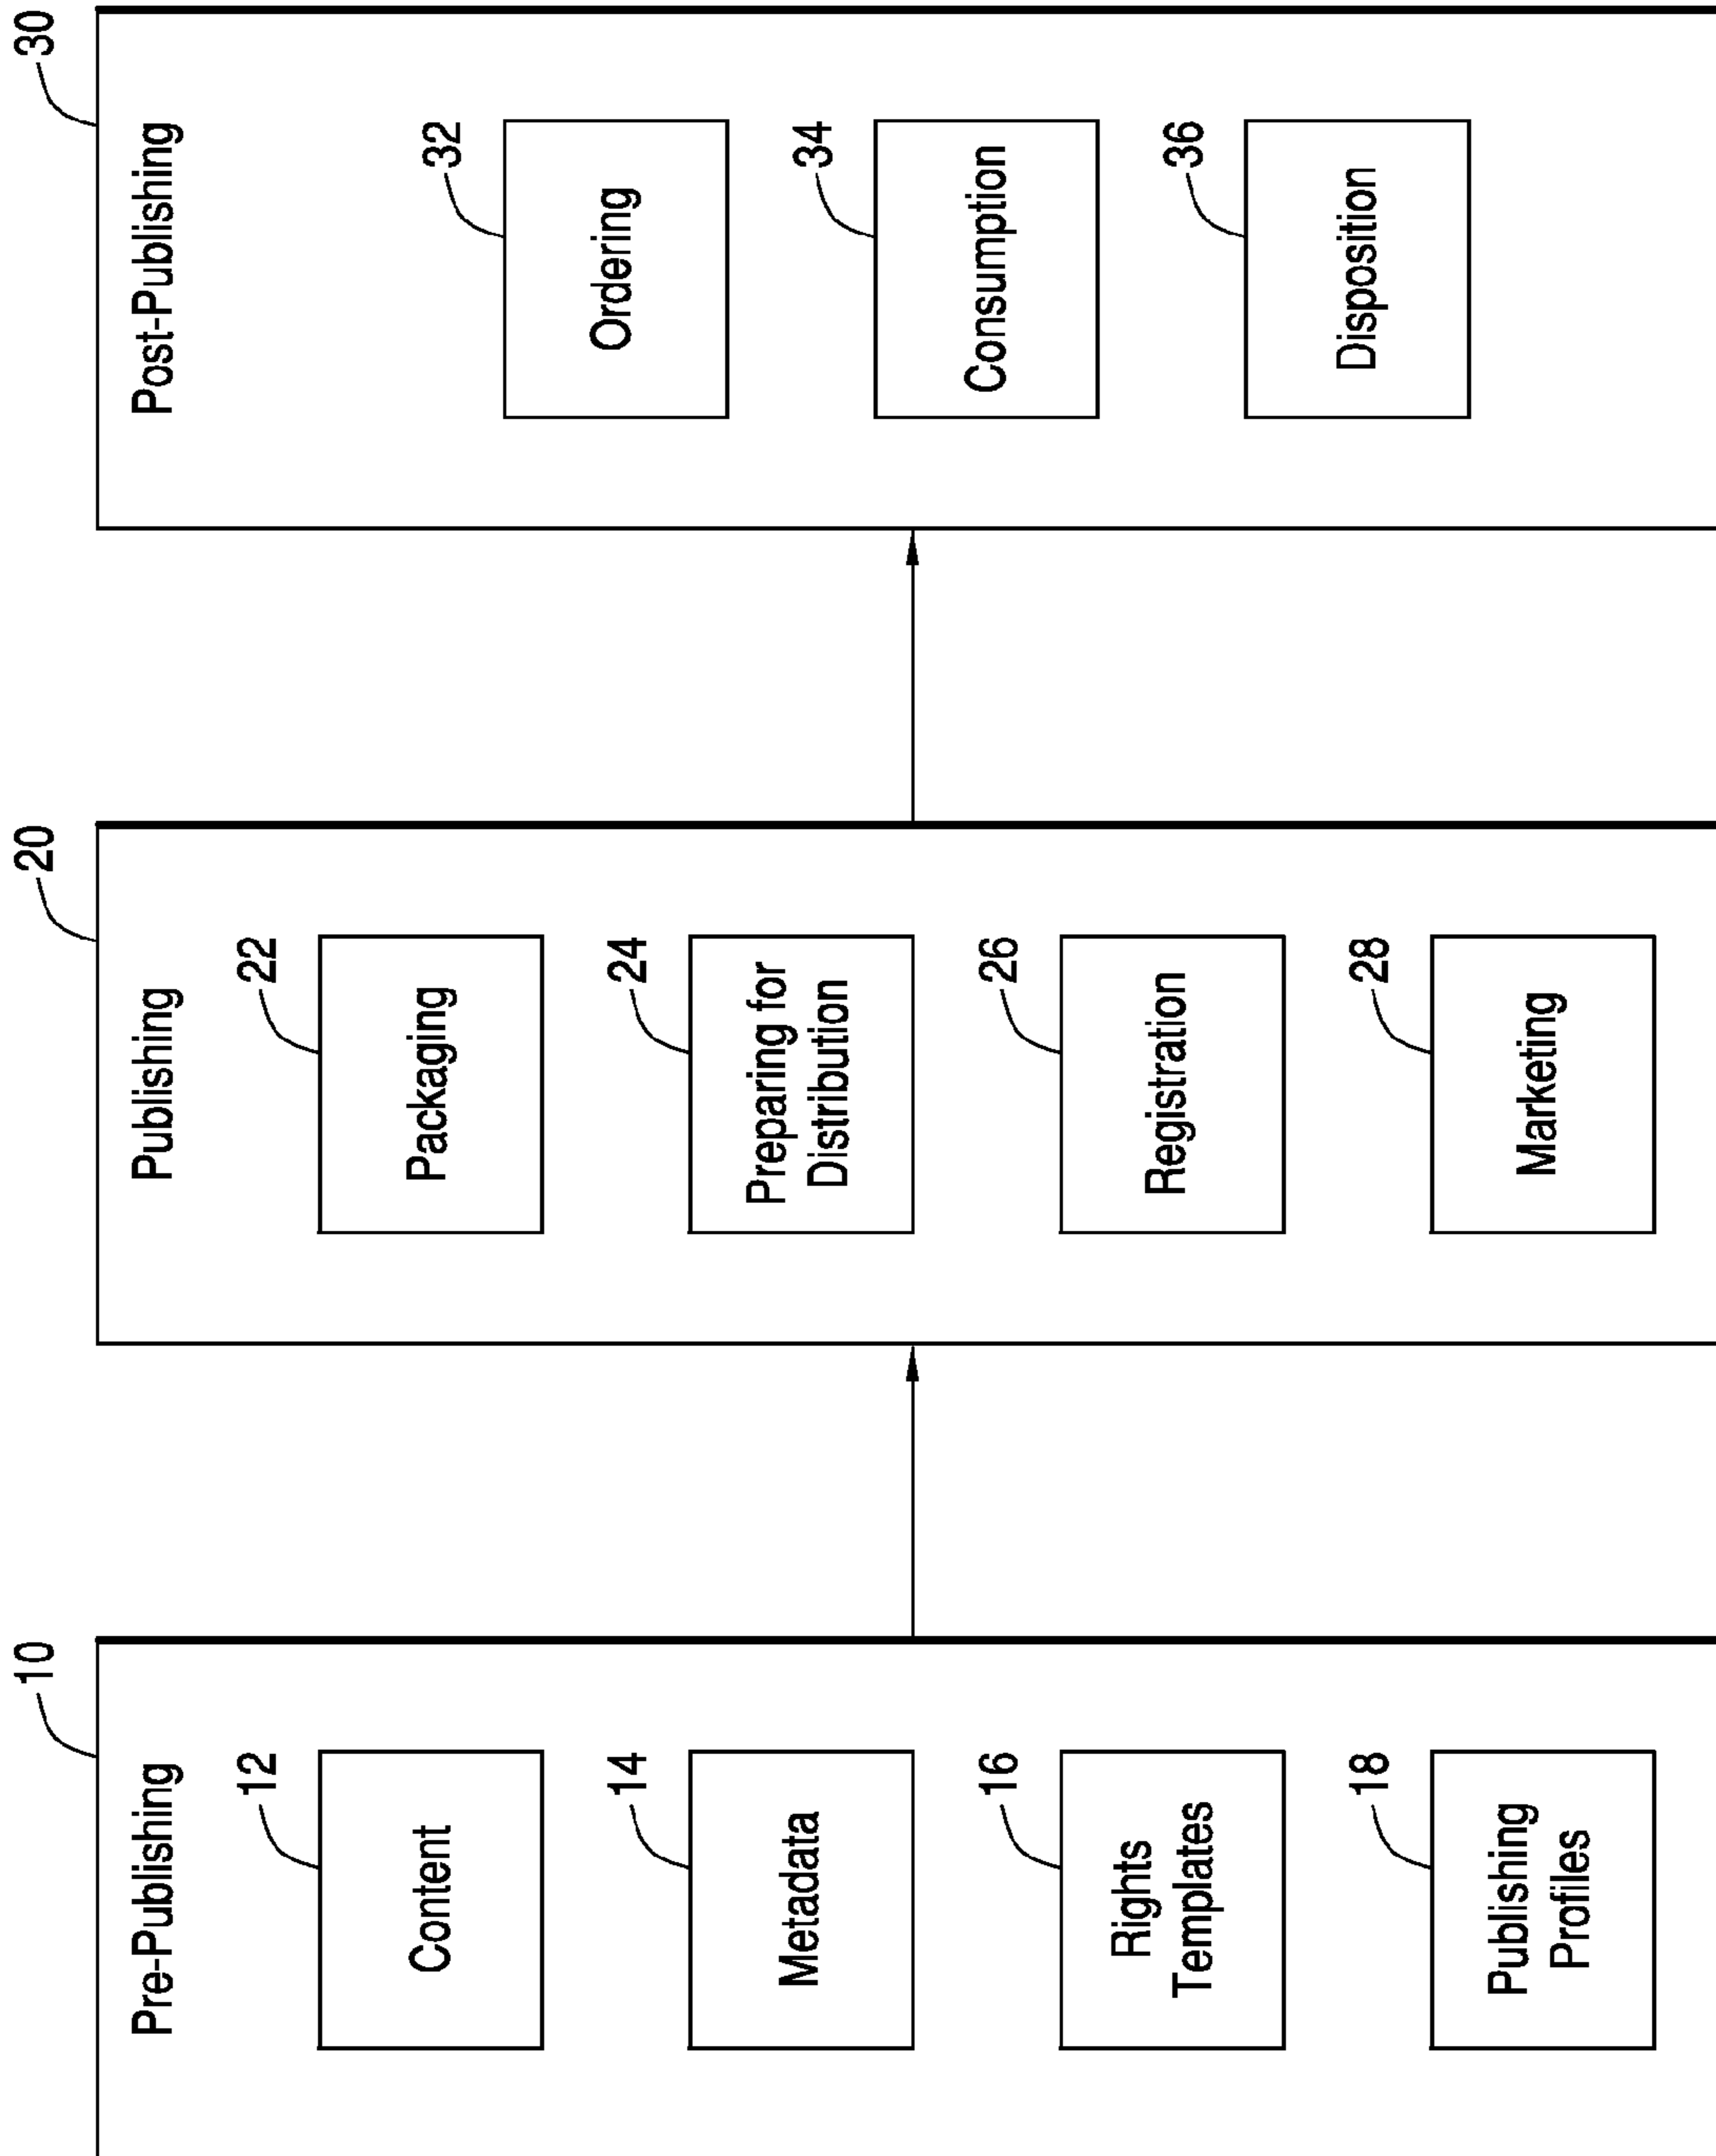 10
Pre-Publishing
12
Content
14
Metadata
16
Rights
Templates
18
Publishing
Profiles
20
Publishing
22
Packaging
24
Preparing for
Distribution
26
Registration
28
Marketing
30
Post-Publishing
32
Ordering
34
Consumption
36
Disposition